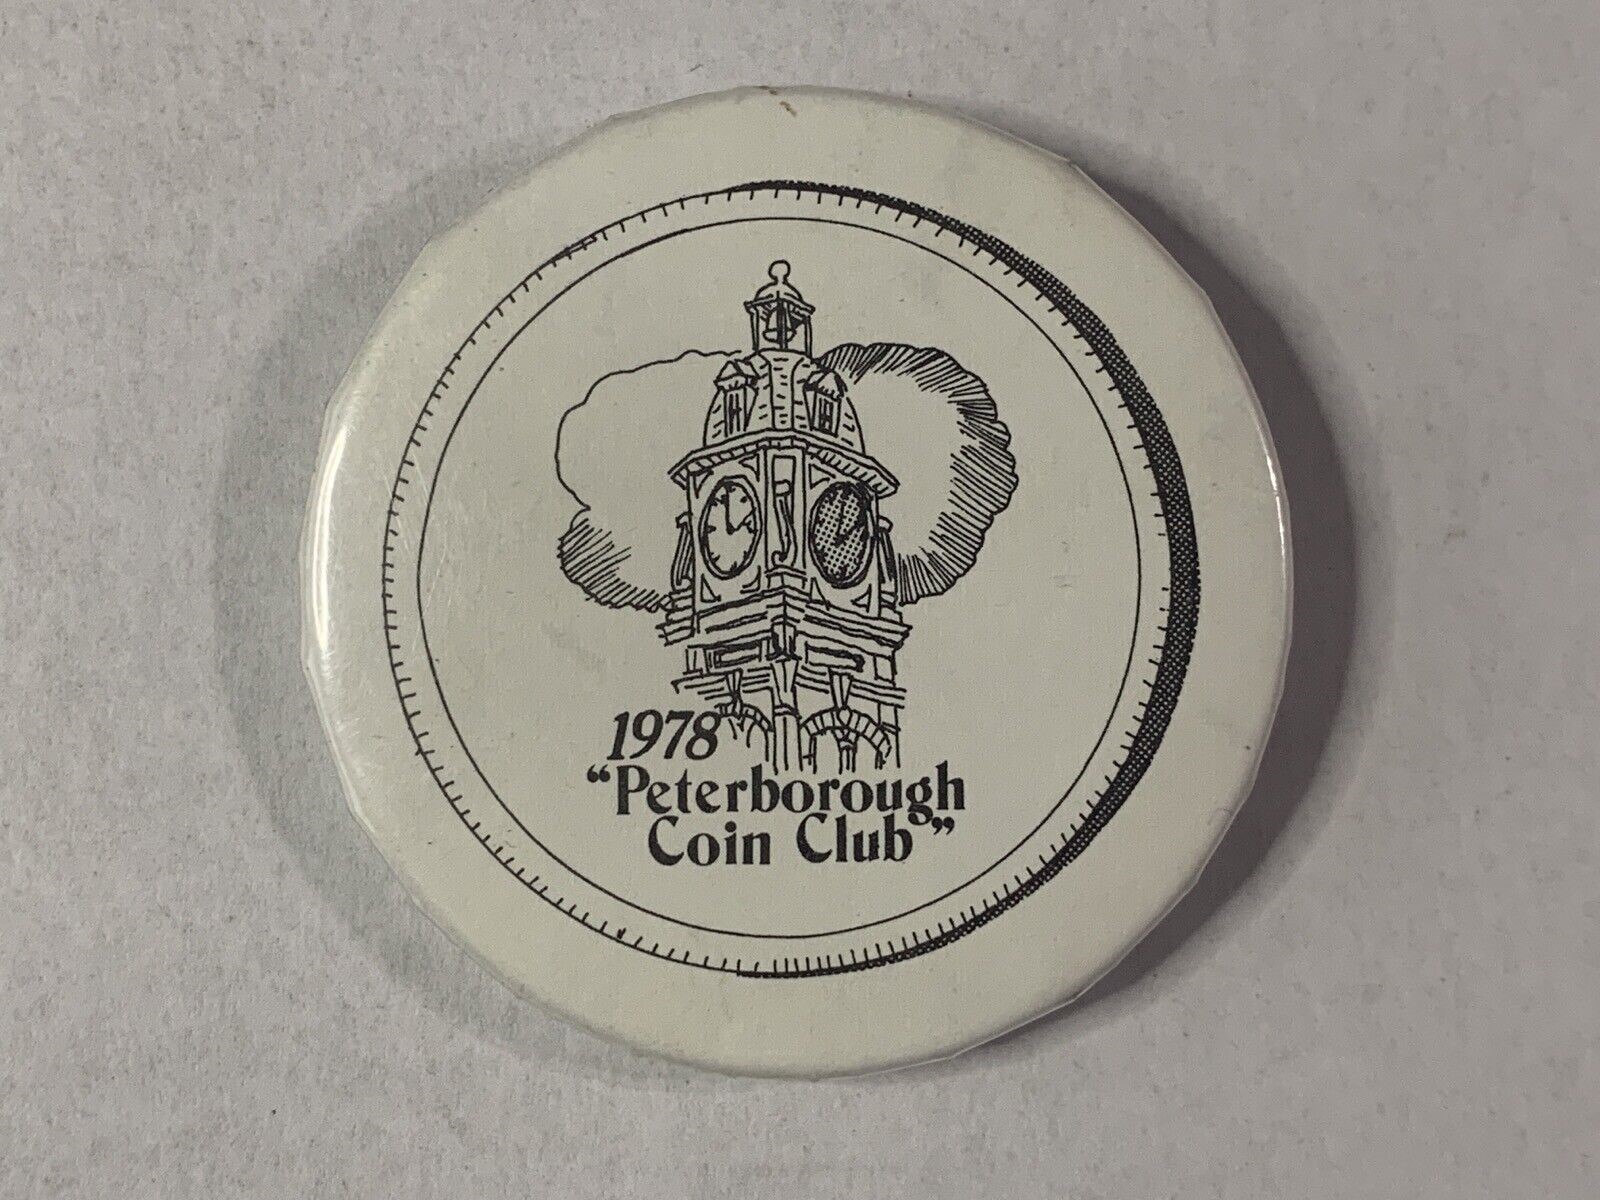 1978
“Peterborough
Coin Club”